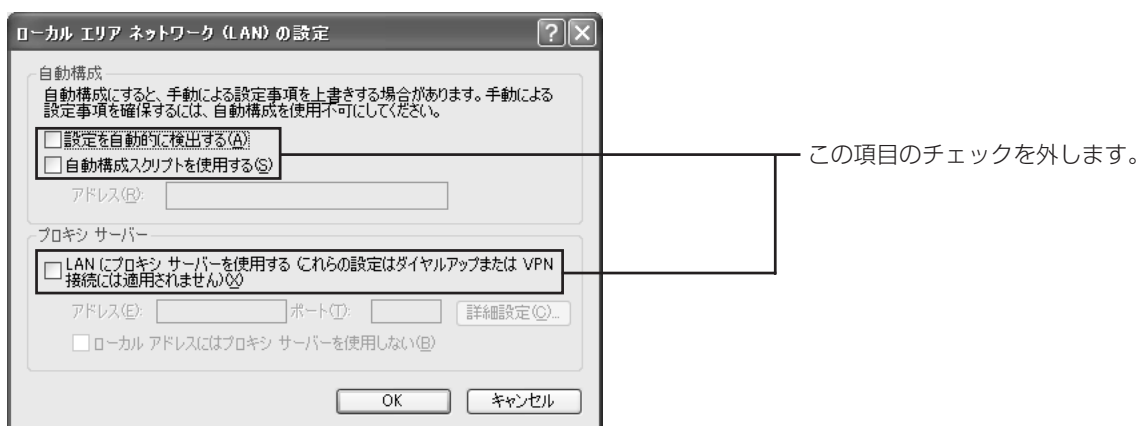 ローカル エリア ネットワーク (LAN) の設定
自動構成
自動構成にすると、手動による設定事項を上書きする場合があります。手動による
設定事項を確保するには、自動構成を使用不可にしてください。
設定を自動的に検出する(A)
自動構成スクリプトを使用する(S)
この項目のチェックを外します。
アドレス(R):
プロキシ サーバー
LAN にプロキシ サーバーを使用する (これらの設定はダイヤルアップまたは VPN
接続には適用されません)(X)
アドレス(E): ポート(T): 詳細設定(C)...
ローカル アドレスにはプロキシ サーバーを使用しない(B)
OK キャンセル